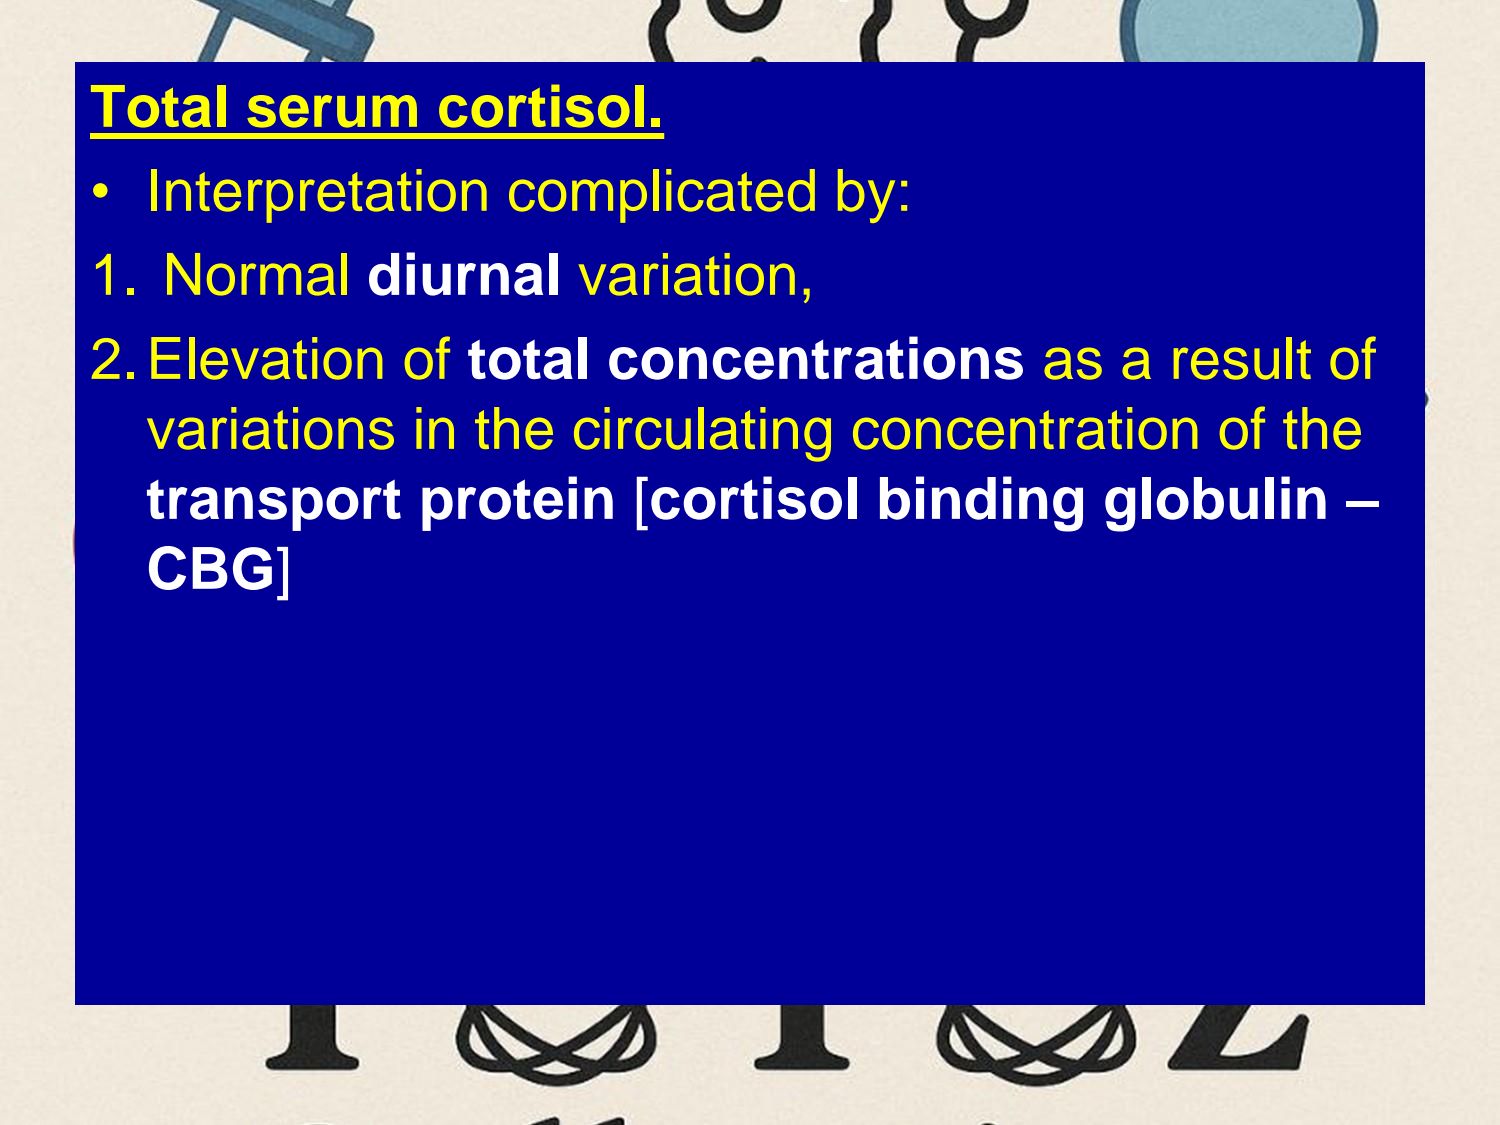 Total serum cortisol.
• Interpretation complicated by:
1. Normal diurnal variation,
2. Elevation of total concentrations as a result of
variations in the circulating concentration of the
transport protein [cortisol binding globulin –
CBG]